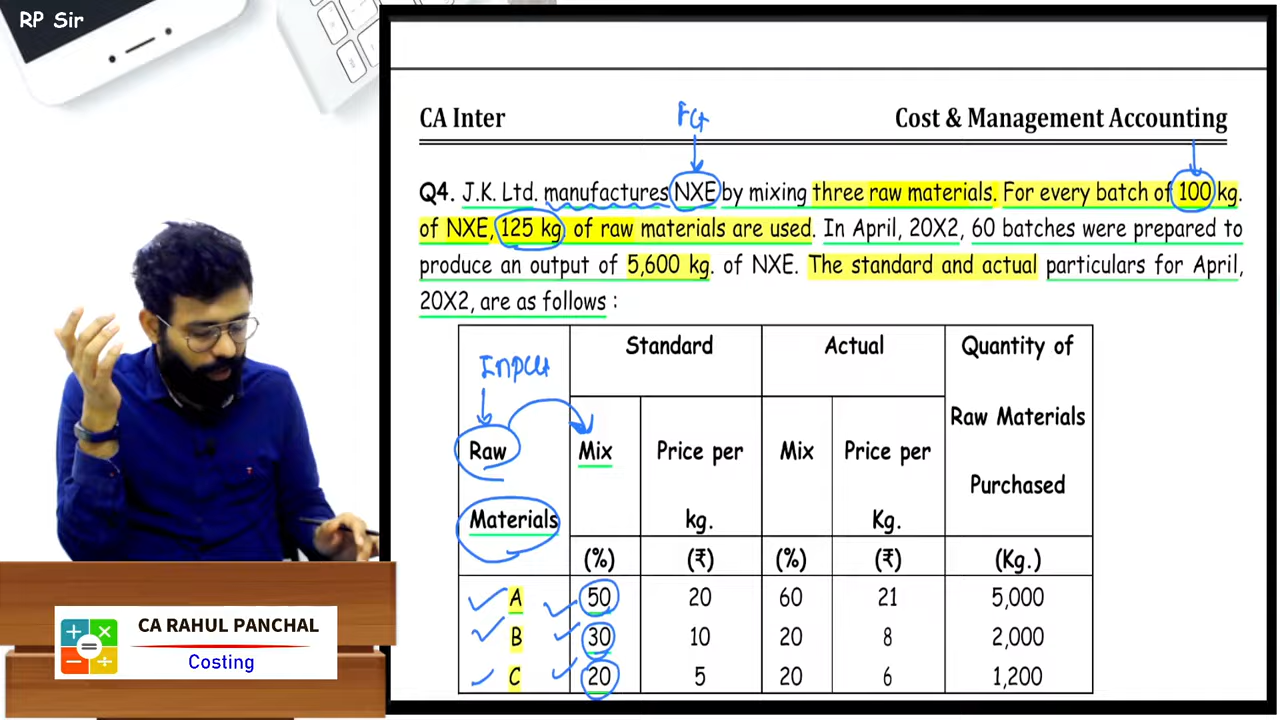 RP Sir
CA Inter
FG
Cost & Management Accounting
Q4. J.K. Ltd. manufactures NXE by mixing three raw materials. For every batch of 100 kg.
of NXE, 125 kg of raw materials are used. In April, 20X2, 60 batches were prepared to
produce an output of 5,600 kg. of NXE. The standard and actual particulars for April,
20X2, are as follows :
Input
Standard Actual Quantity of
Raw Materials
Purchased
Raw
Materials
Mix Price per Mix Price per
kg. Kg.
(%) (₹) (%) (₹) (Kg.)
A 50 20 60 21 5,000
B 30 10 20 8 2,000
C 20 5 20 6 1,200
CA RAHUL PANCHAL
Costing